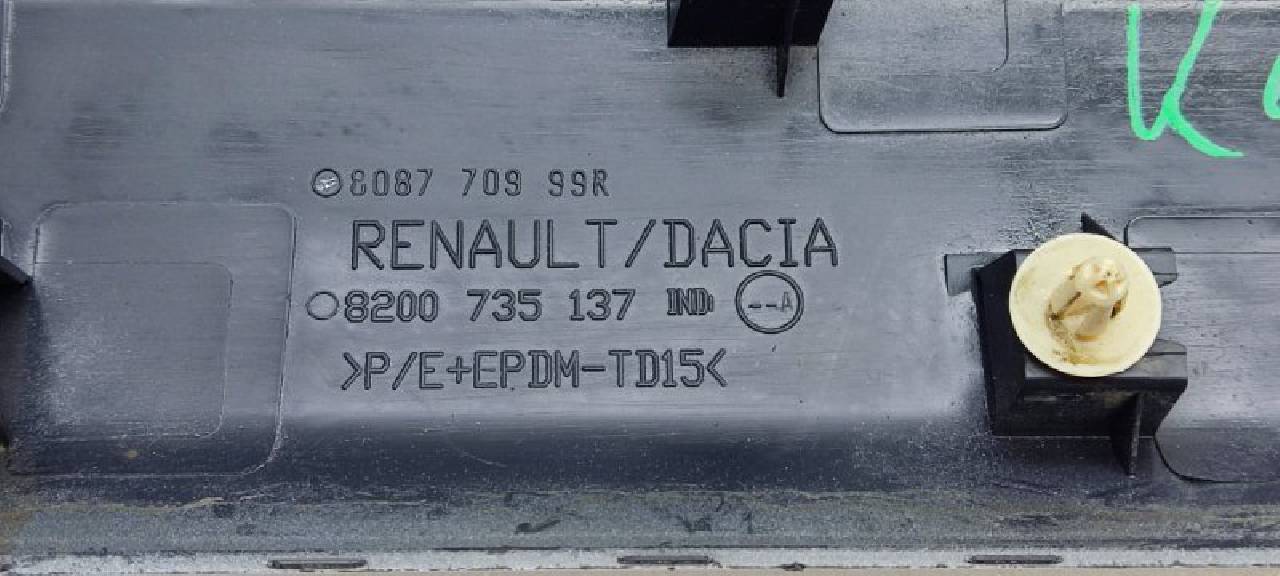 8087 709 99R
RENAULT/DACIA
8200 735 137 IND: --A
>P/E+EPDM-TD15<